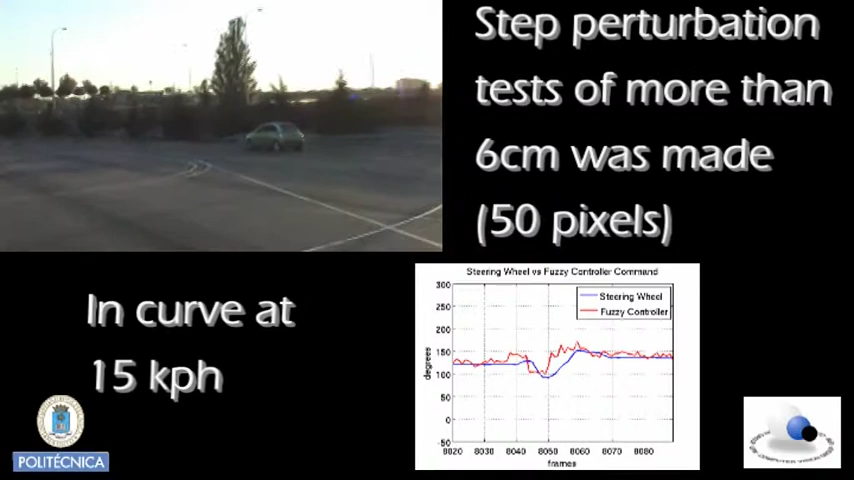 Step perturbation
tests of more than
6cm was made
(50 pixels)
In curve at
15 kph
Steering Wheel vs Fuzzy Controller Command
300
250
200
150
100
50
0
-50
degrees
Steering Wheel
Fuzzy Controller
8020 8030 8040 8050 8060 8070 8080
frames
POLITÉCNICA